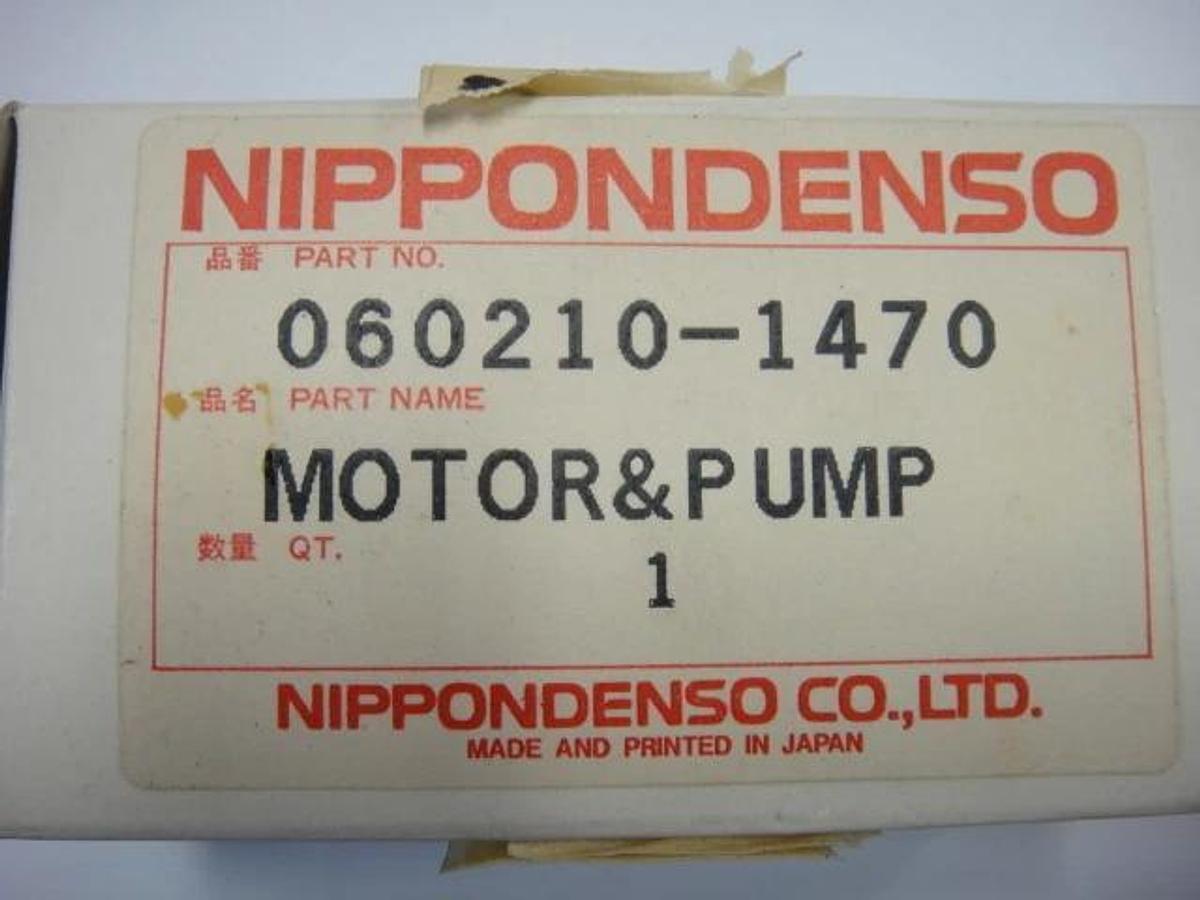 NIPPONDENSO
品番 PART NO.
060210-1470
品名 PART NAME
MOTOR&PUMP
数量 QT.
1
NIPPONDENSO CO.,LTD.
MADE AND PRINTED IN JAPAN